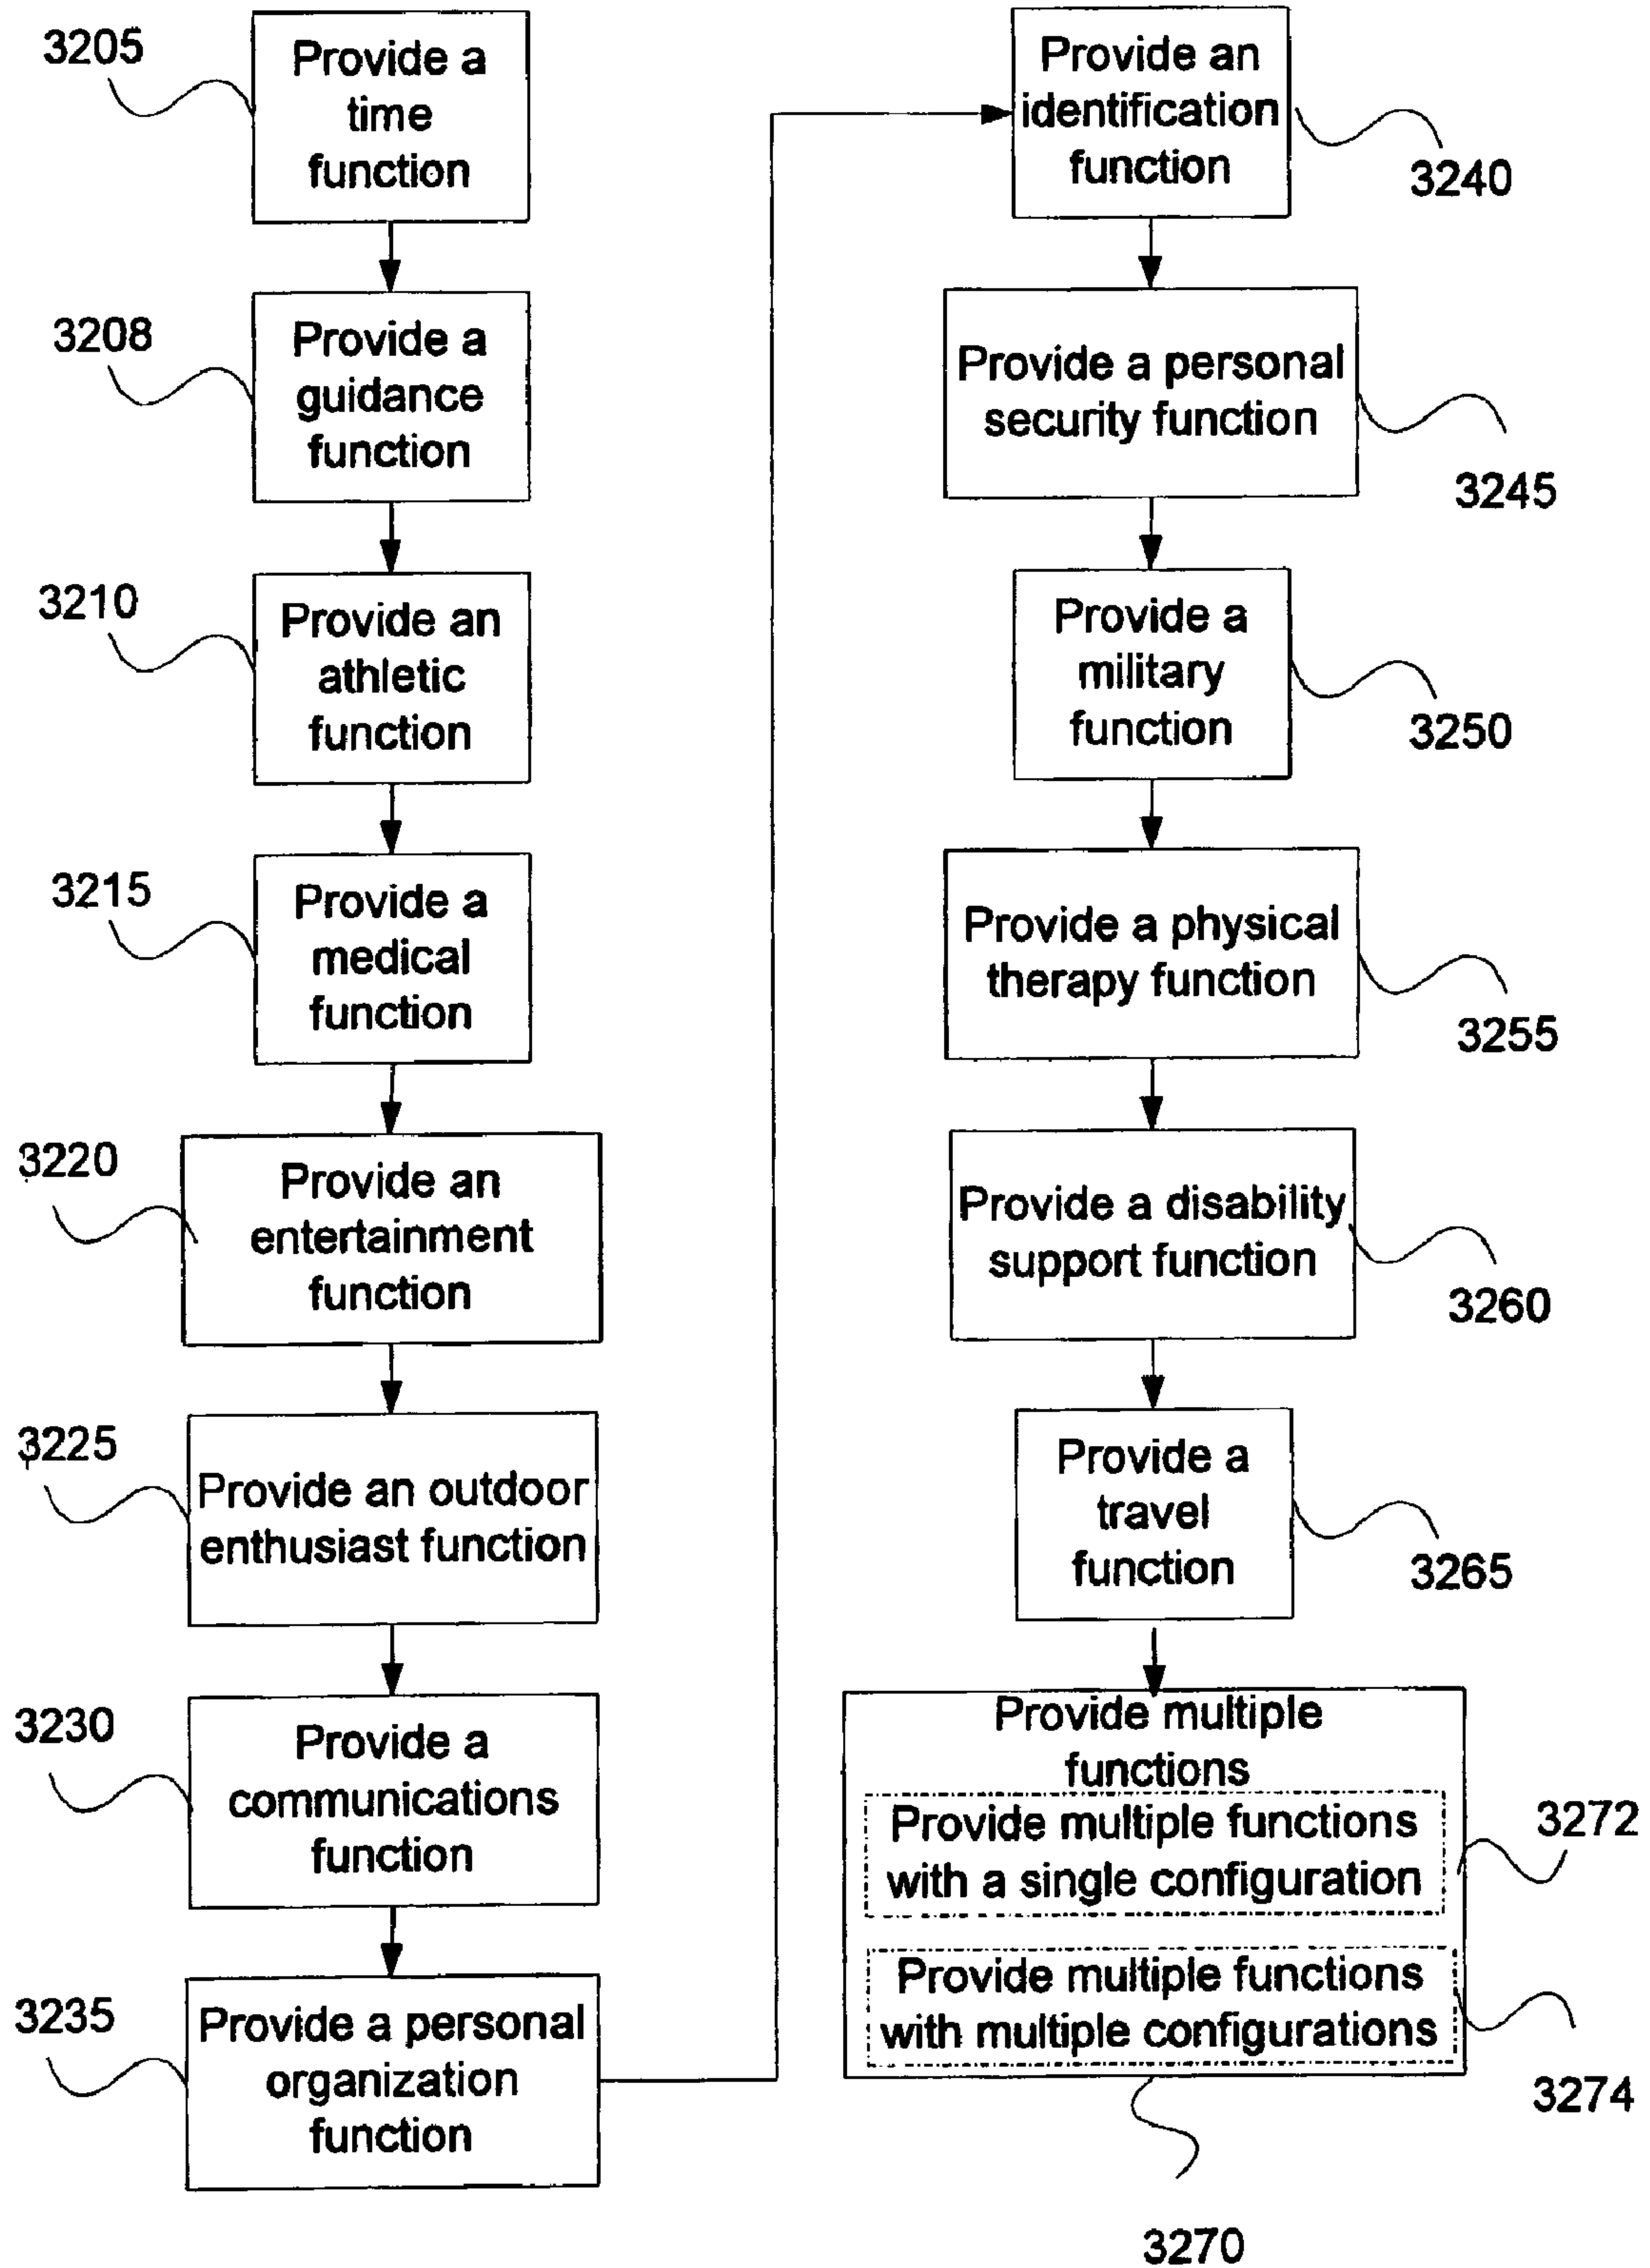 3205
Provide a
time
function
3208
Provide a
guidance
function
3210
Provide an
athletic
function
3215
Provide a
medical
function
3220
Provide an
entertainment
function
3225
Provide an outdoor
enthusiast function
3230
Provide a
communications
function
3235
Provide a personal
organization
function
Provide an
identification
function
3240
Provide a personal
security function
3245
Provide a
military
function
3250
Provide a physical
therapy function
3255
Provide a disability
support function
3260
Provide a
travel
function
3265
Provide multiple
functions
Provide multiple functions
with a single configuration
3272
Provide multiple functions
with multiple configurations
3274
3270